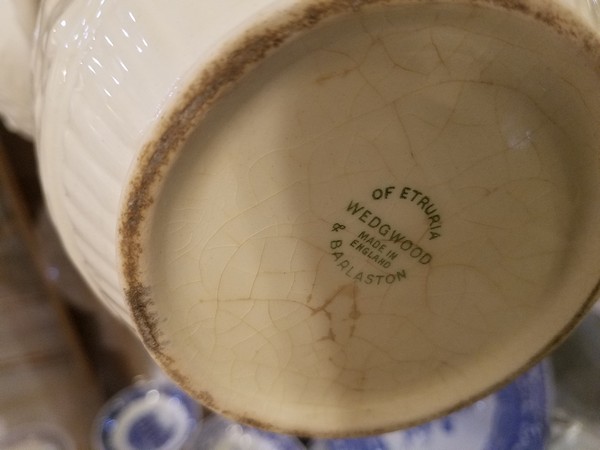 OF ETRURIA
WEDGWOOD
MADE IN
ENGLAND
& BARLASTON